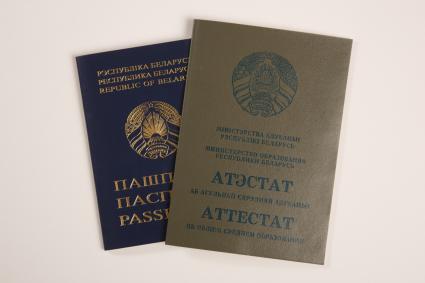 РЭСПУБЛІКА БЕЛАРУСЬ
РЕСПУБЛИКА БЕЛАРУСЬ
REPUBLIC OF BELAR
ПАШП
ПАСП
PASS
МІНІСТЭРСТВА АДУКАЦЫІ
РЭСПУБЛІКІ БЕЛАРУСЬ
МИНИСТЕРСТВО ОБРАЗОВАНИЯ
РЕСПУБЛИКИ БЕЛАРУСЬ
АТЭСТАТ
АБ АГУЛЬНАЙ СЯРЭДНЯЙ АДУКАЦЫІ
АТТЕСТАТ
ОБ ОБЩЕМ СРЕДНЕМ ОБРАЗОВАНИИ